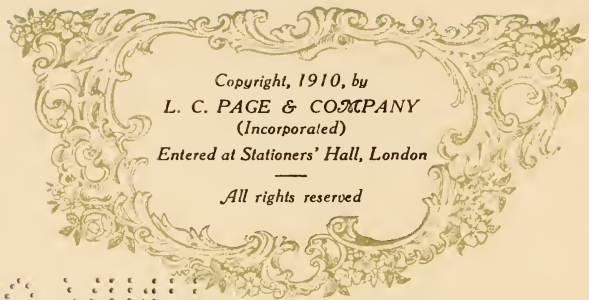 Copyright, 1910, by
L. C. PAGE & COMPANY
(Incorporated)
Entered at Stationers' Hall, London
All rights reserved